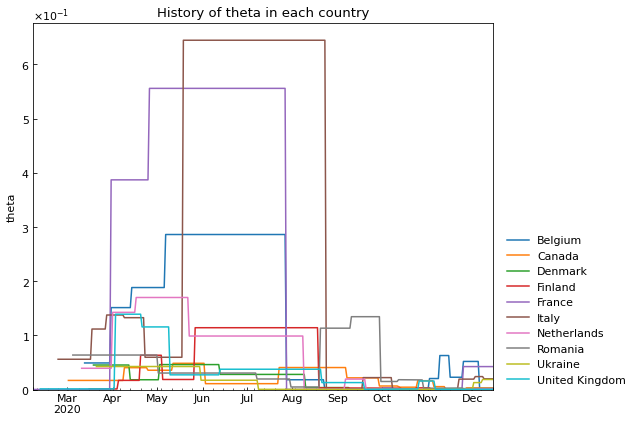 History of theta in each country
×10⁻¹
6
5
4
3
2
1
0
theta
Mar
2020
Apr
May
Jun
Jul
Aug
Sep
Oct
Nov
Dec
Belgium
Canada
Denmark
Finland
France
Italy
Netherlands
Romania
Ukraine
United Kingdom